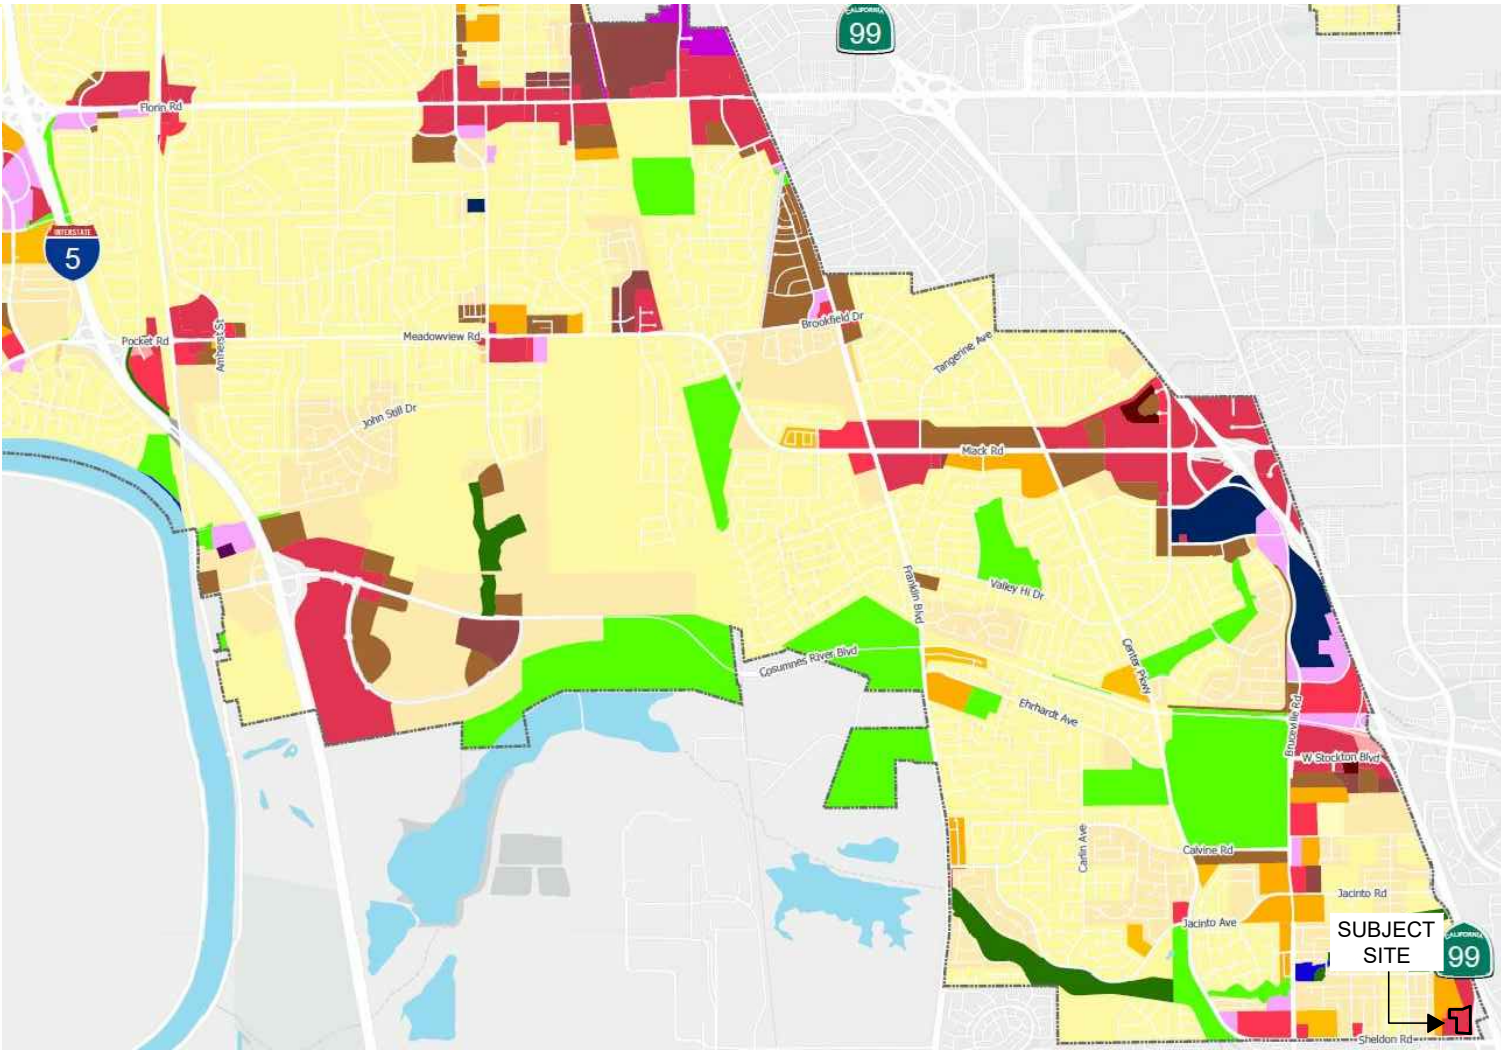 CALIFORNIA
99
Florin Rd
INTERSTATE
5
Pocket Rd
Amherst St
Meadowview Rd
Brookfield Dr
Tangerine Ave
John Still Dr
Mack Rd
Franklin Blvd
Valley Hi Dr
Cosumnes River Blvd
Center Pkwy
Ehrhardt Ave
Bruceville Rd
W Stockton Blvd
Carlin Ave
Calvine Rd
Jacinto Rd
Jacinto Ave
SUBJECT
SITE
CALIFORNIA
99
Sheldon Rd